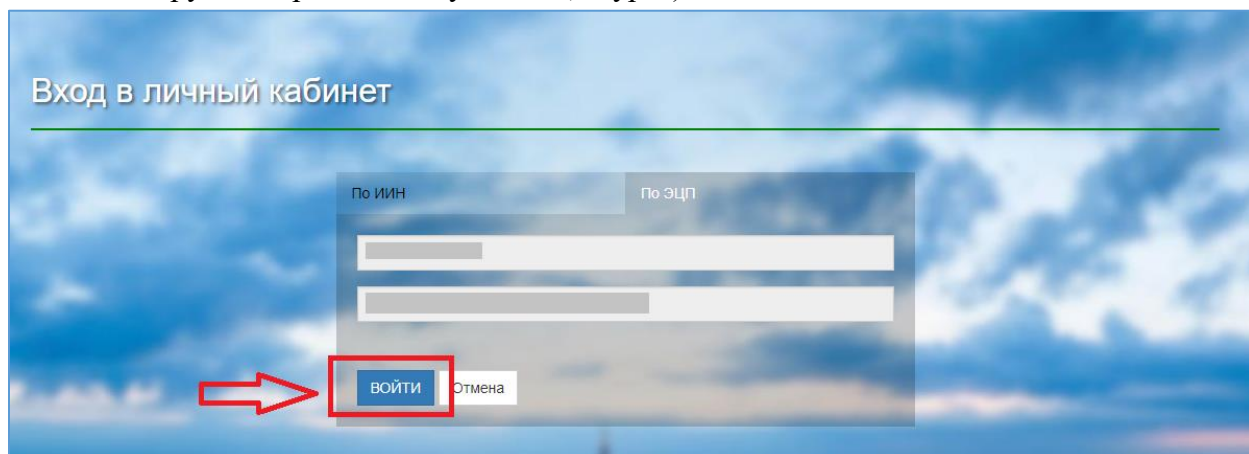 Вход в личный кабинет
По ИИН
По ЭЦП
ВОЙТИ
Отмена